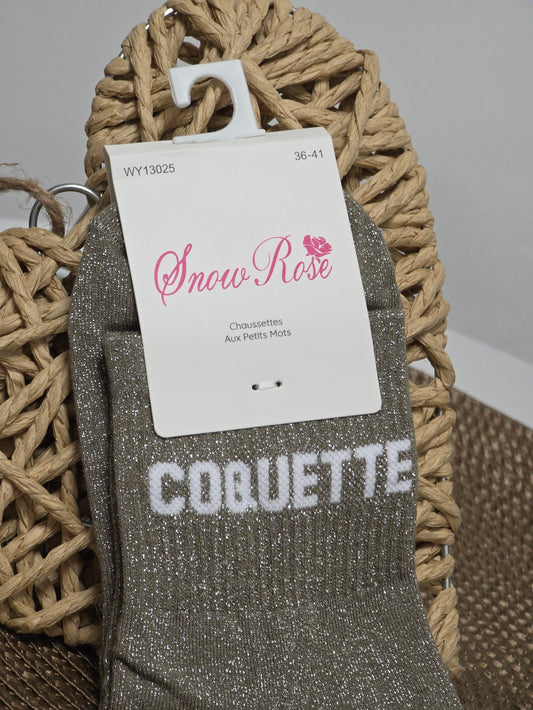 WY13025 36-41
Snow Rose
Chaussettes
Aux Petits Mots
COQUETTE